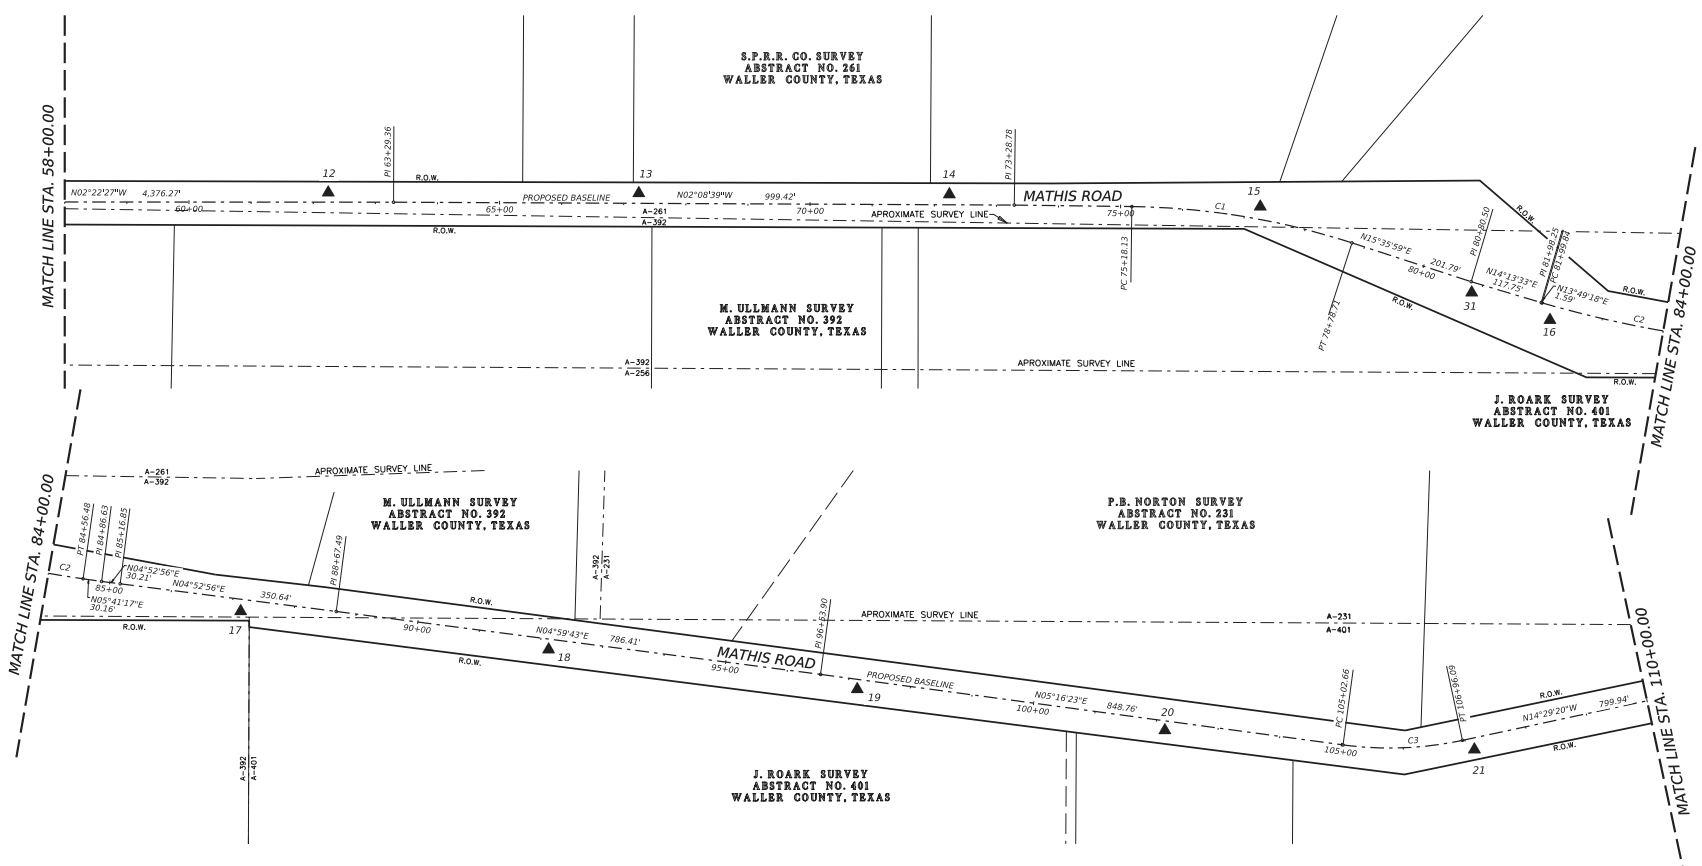 S.P.R.R. CO. SURVEY
ABSTRACT NO. 261
WALLER COUNTY, TEXAS
MATCH LINE STA. 58+00.00
PI 63+29.36
PI 73+28.78
12
13
14
15
R.O.W.
N02°22'27"W 4,376.27'
60+00
65+00
PROPOSED BASELINE
N02°08'39"W 999.42'
70+00
A-261
A-392
APROXIMATE SURVEY LINE
MATHIS ROAD
75+00
C1
R.O.W.
PC 75+18.13
N15°35'59"E 201.79'
80+00
PT 78+78.71
PI 80+80.50
N14°13'33"E
117.75'
PI 81+98.25
PC 81+99.84
N13°49'18"E
1.59'
R.O.W.
R.O.W.
R.O.W.
31
16
C2
MATCH LINE STA. 84+00.00
M. ULLMANN SURVEY
ABSTRACT NO. 392
WALLER COUNTY, TEXAS
A-392
A-256
APROXIMATE SURVEY LINE
R.O.W.
J. ROARK SURVEY
ABSTRACT NO. 401
WALLER COUNTY, TEXAS
MATCH LINE STA. 84+00.00
A-261
A-392
APROXIMATE SURVEY LINE
M. ULLMANN SURVEY
ABSTRACT NO. 392
WALLER COUNTY, TEXAS
P.B. NORTON SURVEY
ABSTRACT NO. 231
WALLER COUNTY, TEXAS
PT 84+56.48
PI 84+86.63
PI 85+16.85
PI 88+67.49
C2
N04°52'56"E
30.21'
85+00
N05°41'17"E
30.16'
N04°52'56"E 350.64'
17
R.O.W.
R.O.W.
A-392
A-231
90+00
N04°59'43"E 786.41'
18
R.O.W.
MATHIS ROAD
95+00
PI 96+53.90
APROXIMATE SURVEY LINE
A-231
A-401
PROPOSED BASELINE
19
N05°16'23"E 848.76'
100+00
20
PC 105+02.66
105+00
C3
PT 106+96.09
N14°29'20"W 799.94'
R.O.W.
R.O.W.
21
MATCH LINE STA. 110+00.00
A-392
A-401
J. ROARK SURVEY
ABSTRACT NO. 401
WALLER COUNTY, TEXAS